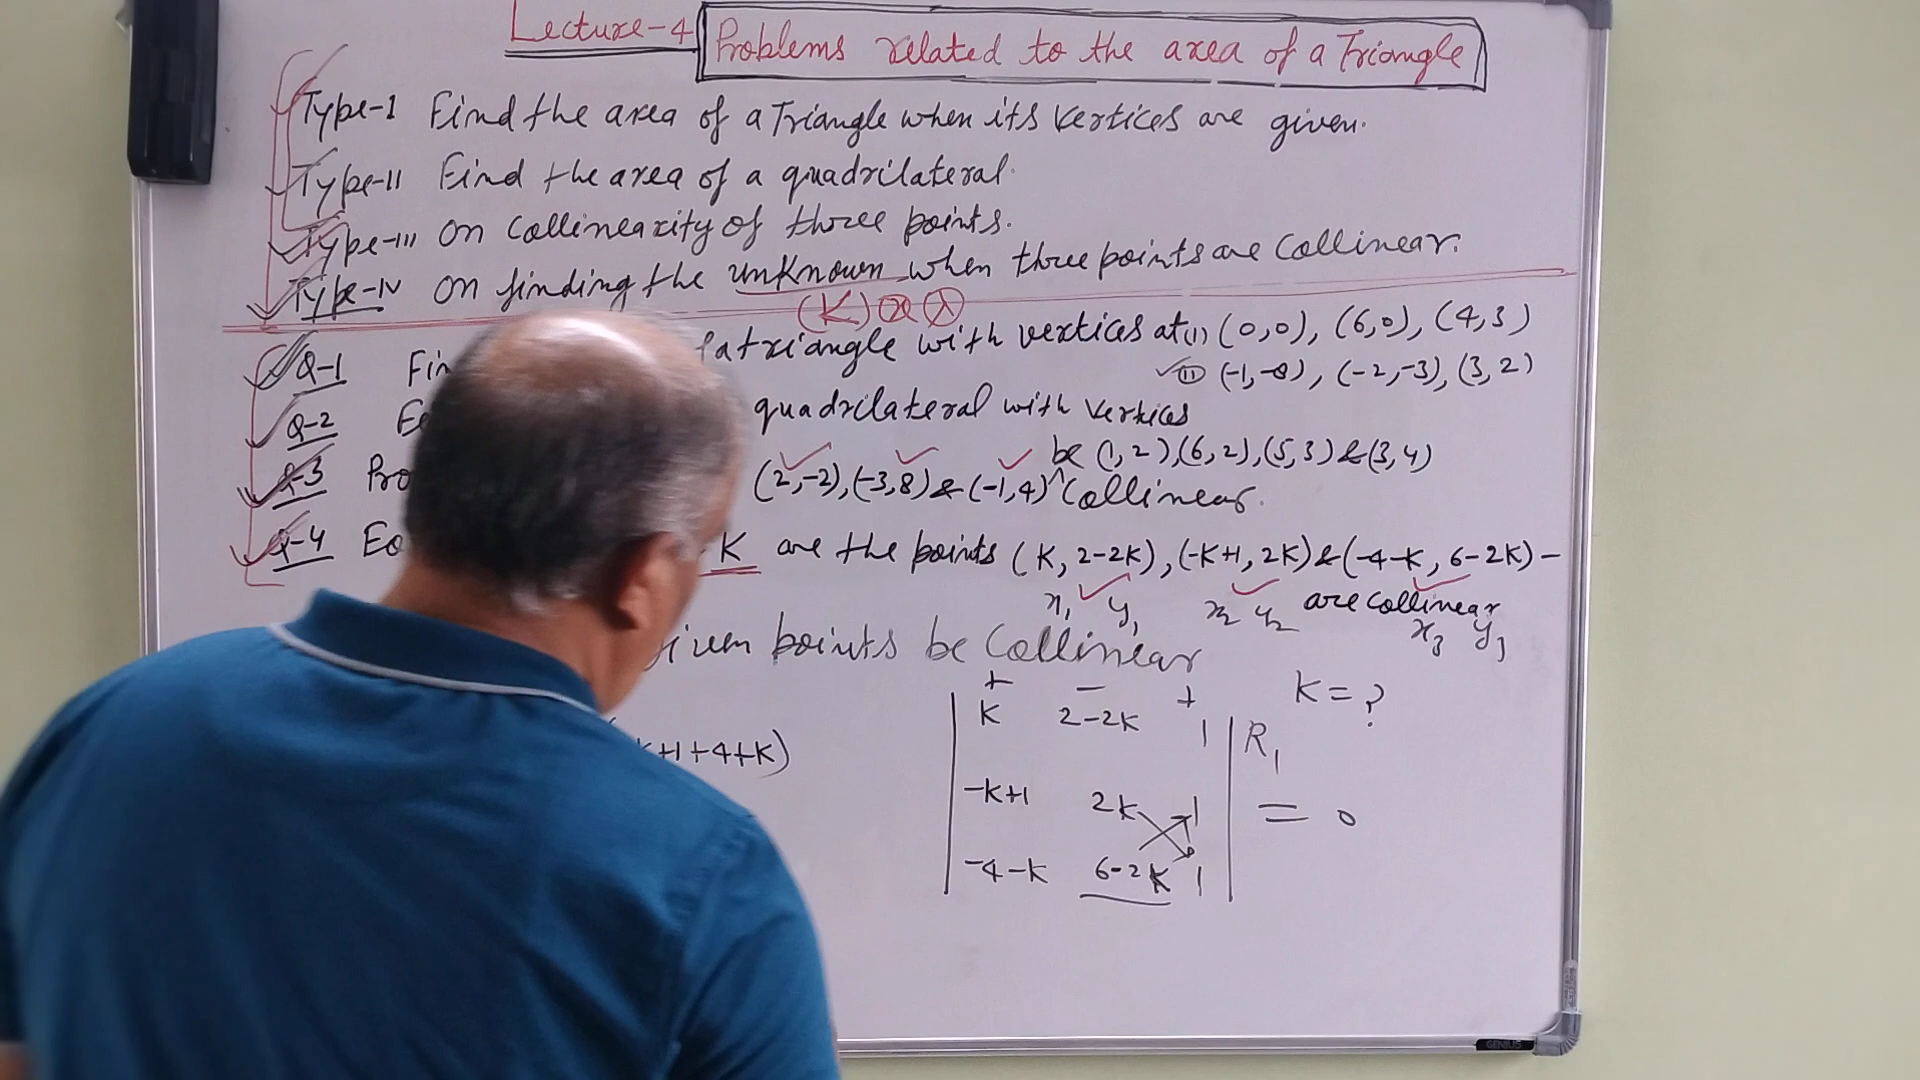 Lecture-4 Problems related to the area of a Triangle
Type-I Find the area of a Triangle when its vertices are given.
Type-II Find the area of a quadrilateral.
Type-III on Collinearity of three points.
Type-IV on finding the unknown when three points are Collinear.
(K) or λ
Q-1 Fin at triangle with vertices at (i) (0,0), (6,0), (4,3)
(ii) (-1,-8), (-2,-3), (3,2)
Q-2 quadrilateral with vertices
(1,2),(6,2),(5,3)&(3,4)
Q-3 Pro (2,-2),(-3,8)&(-1,4) be Collinear.
Q-4 K are the points (K, 2-2K),(-K+1, 2K)&(-4-K, 6-2K)-
are collinear
x1 y1 x2 y2 x3 y3
points be Collinear
+ - +
K 2-2K 1 R1
K=?
+1+4+K)
-K+1 2K 1 = 0
-4-K 6-2K 1
GENIUS